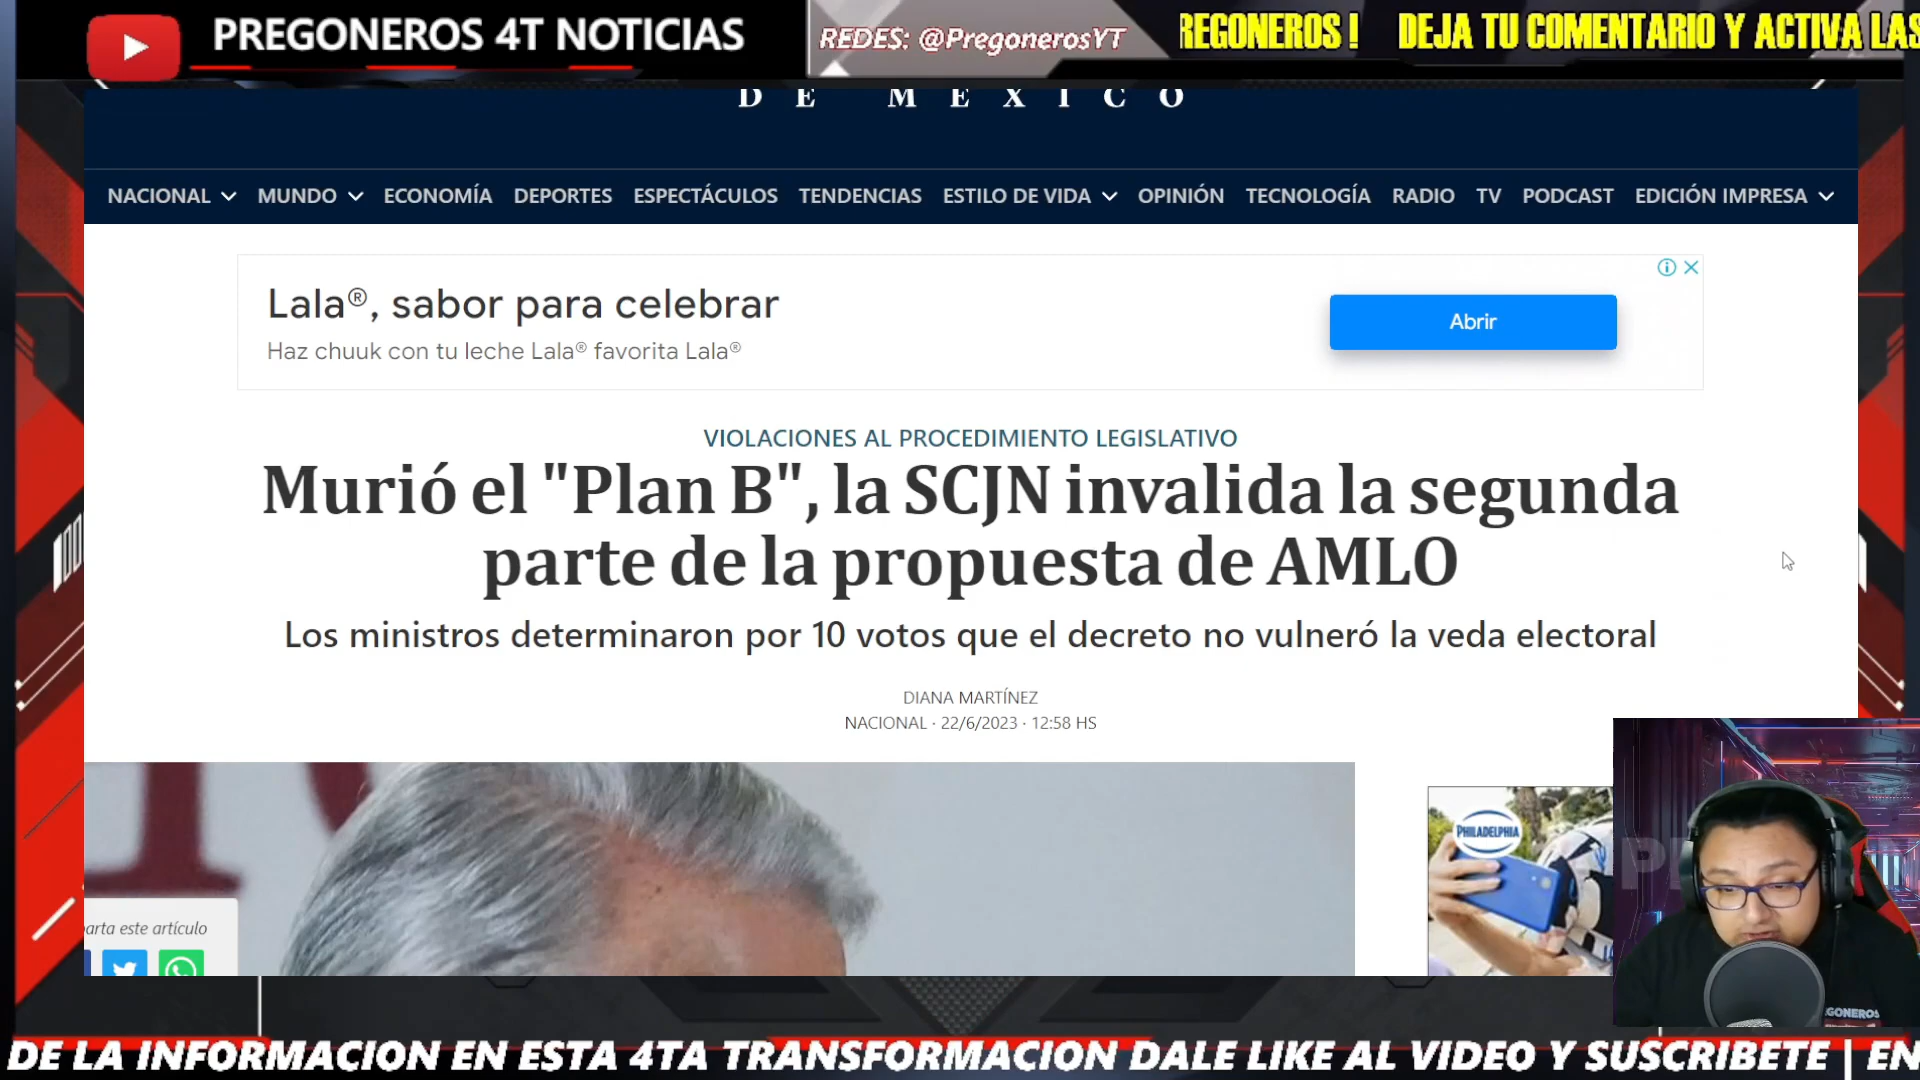 PREGONEROS 4T NOTICIAS
REDES: @PregonerosYT
REGONEROS ! DEJA TU COMENTARIO Y ACTIVA LAS
DE MÉXICO
NACIONAL MUNDO ECONOMÍA DEPORTES ESPECTÁCULOS TENDENCIAS ESTILO DE VIDA OPINIÓN TECNOLOGÍA RADIO TV PODCAST EDICIÓN IMPRESA
Lala®, sabor para celebrar
Haz chuuk con tu leche Lala® favorita Lala®
Abrir
VIOLACIONES AL PROCEDIMIENTO LEGISLATIVO
Murió el "Plan B", la SCJN invalida la segunda
parte de la propuesta de AMLO
Los ministros determinaron por 10 votos que el decreto no vulneró la veda electoral
DIANA MARTÍNEZ
NACIONAL · 22/6/2023 · 12:58 HS
arta este artículo
PHILADELPHIA
EGONEROS
DE LA INFORMACION EN ESTA 4TA TRANSFORMACION DALE LIKE AL VIDEO Y SUSCRIBETE | EN